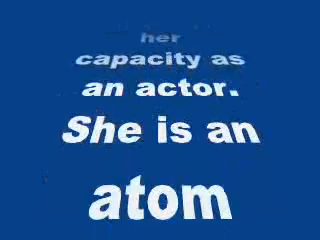 her
capacity as
an actor.
She is an
atom